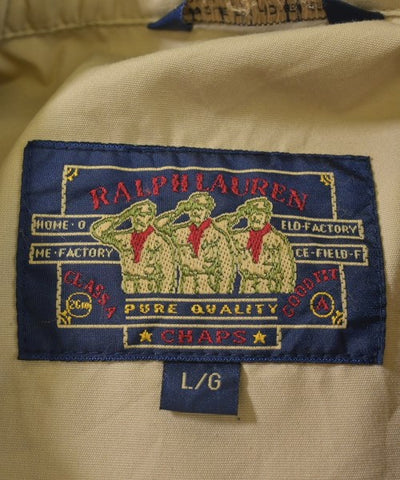 RALPH LAUREN
HOME·O ELD·FACTORY
ME·FACTORY CE·FIELD·F
CLASS A GOOD FIT
PURE QUALITY
★ CHAPS ★
L/G